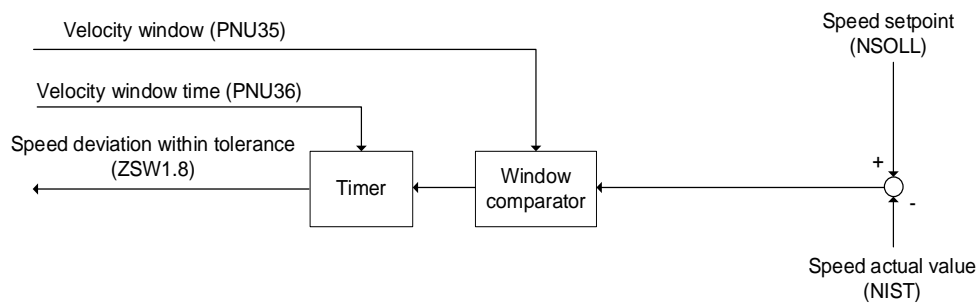 Velocity window (PNU35)
Speed setpoint
(NSOLL)
Velocity window time (PNU36)
Speed deviation within tolerance
(ZSW1.8)
Timer
Window
comparator
+
-
Speed actual value
(NIST)